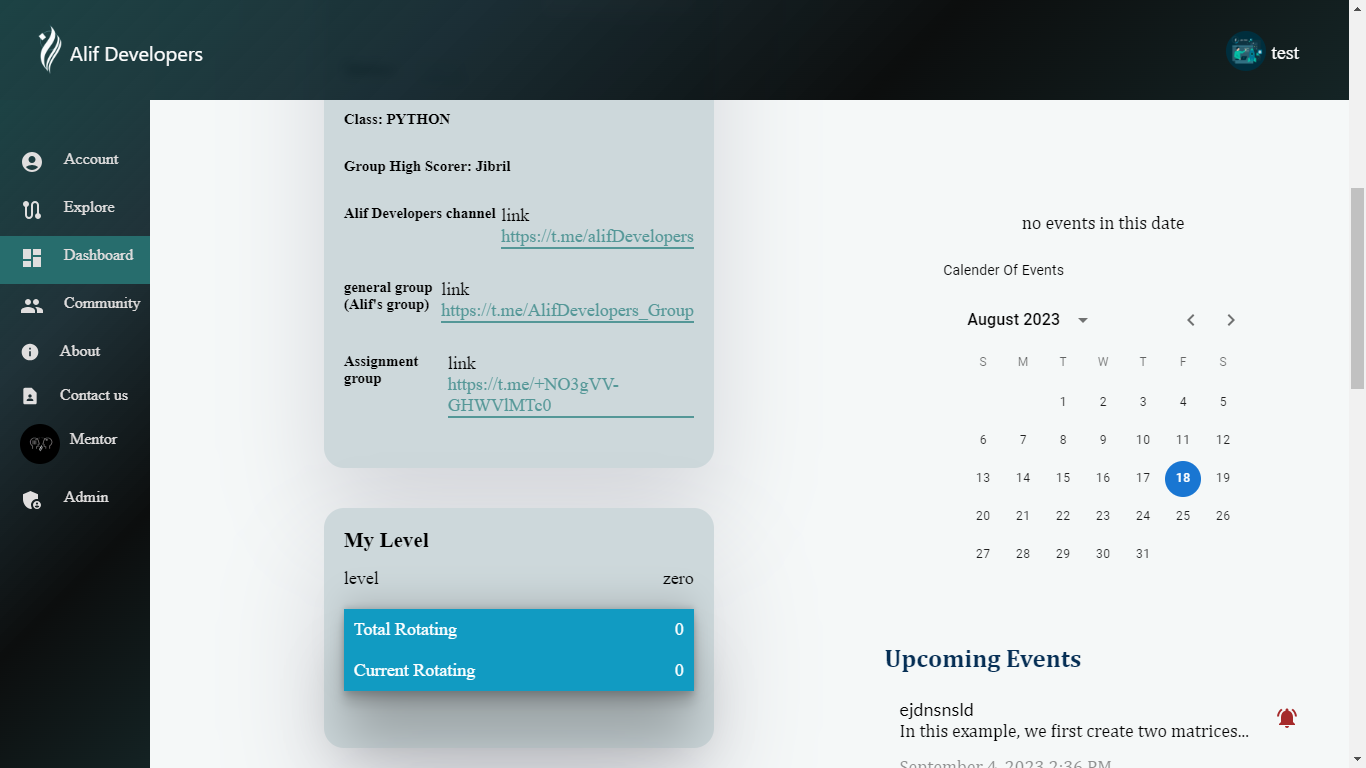 Alif Developers
test
Account
Explore
Dashboard
Community
About
Contact us
Mentor
Admin
Class: PYTHON
Group High Scorer: Jibril
Alif Developers channel link
https://t.me/alifDevelopers
general group link
(Alif's group) https://t.me/AlifDevelopers_Group
Assignment link
group https://t.me/+NO3gVV-
GHWVlMTc0
My Level
level zero
Total Rotating 0
Current Rotating 0
no events in this date
Calender Of Events
August 2023
S M T W T F S
1 2 3 4 5
6 7 8 9 10 11 12
13 14 15 16 17 18 19
20 21 22 23 24 25 26
27 28 29 30 31
Upcoming Events
ejdnsnsld
In this example, we first create two matrices...
September 4, 2023 2:36 PM